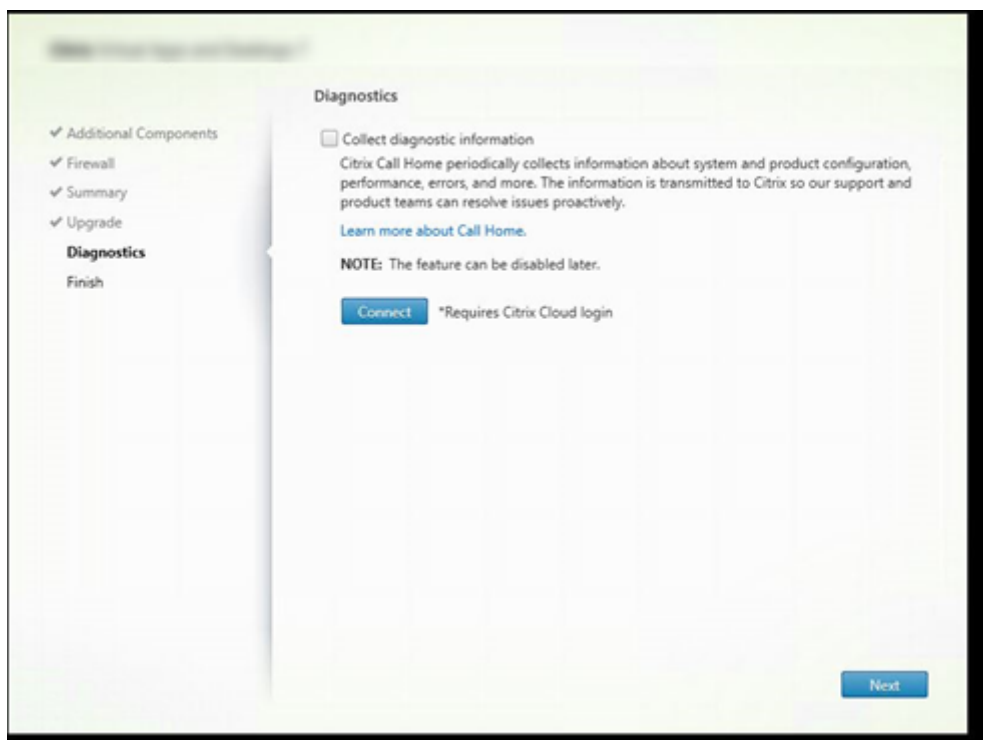 Diagnostics
✔ Additional Components
✔ Firewall
✔ Summary
✔ Upgrade
Diagnostics
Finish
Collect diagnostic information
Citrix Call Home periodically collects information about system and product configuration,
performance, errors, and more. The information is transmitted to Citrix so our support and
product teams can resolve issues proactively.
Learn more about Call Home.
NOTE: The feature can be disabled later.
Connect *Requires Citrix Cloud login
Next